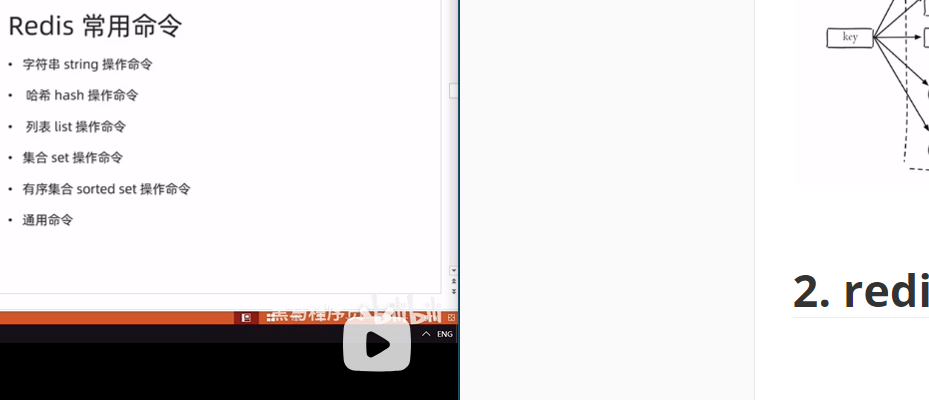 Redis 常用命令
• 字符串 string 操作命令
• 哈希 hash 操作命令
• 列表 list 操作命令
• 集合 set 操作命令
• 有序集合 sorted set 操作命令
• 通用命令
ENG
key
2. redi